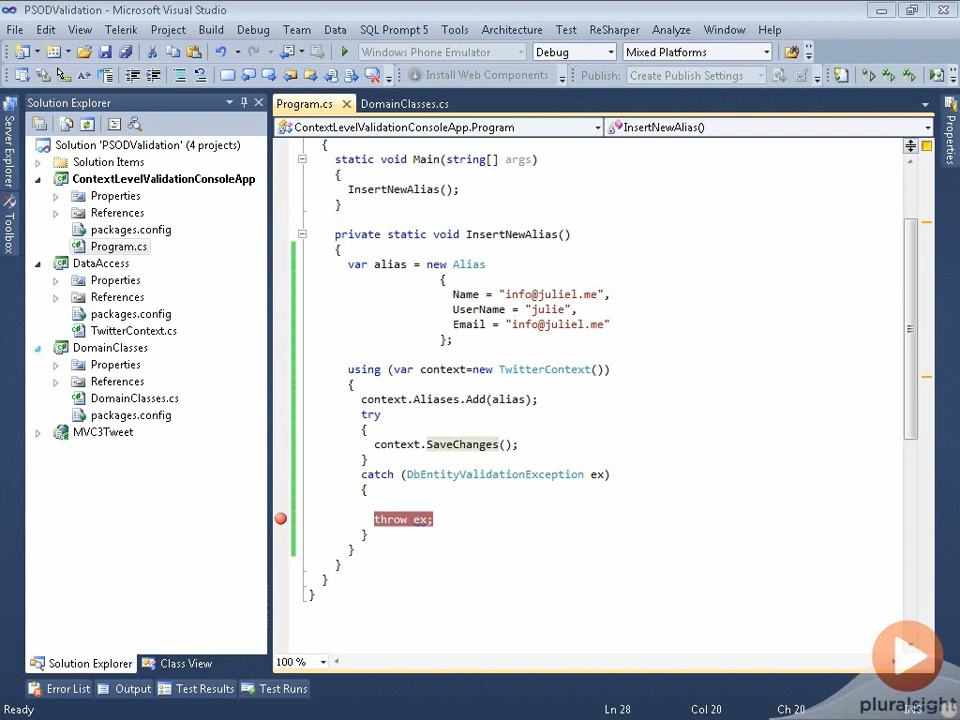 PSODValidation - Microsoft Visual Studio
File Edit View Telerik Project Build Debug Team Data SQL Prompt 5 Tools Architecture Test ReSharper Analyze Window Help
Windows Phone Emulator Debug Mixed Platforms
Install Web Components Publish: Create Publish Settings
Server Explorer
Toolbox
Solution Explorer
Solution 'PSODValidation' (4 projects)
Solution Items
ContextLevelValidationConsoleApp
Properties
References
packages.config
Program.cs
DataAccess
Properties
References
packages.config
TwitterContext.cs
DomainClasses
Properties
References
DomainClasses.cs
packages.config
MVC3Tweet
Solution Explorer Class View
Program.cs DomainClasses.cs
ContextLevelValidationConsoleApp.Program InsertNewAlias()
{
static void Main(string[] args)
{
InsertNewAlias();
}
private static void InsertNewAlias()
{
var alias = new Alias
{
Name = "info@juliel.me",
UserName = "julie",
Email = "info@juliel.me"
};
using (var context=new TwitterContext())
{
context.Aliases.Add(alias);
try
{
context.SaveChanges();
}
catch (DbEntityValidationException ex)
{
throw ex;
}
}
}
}
}
100 %
Properties
Error List Output Test Results Test Runs
Ready Ln 28 Col 20 Ch 20 INS
pluralsight